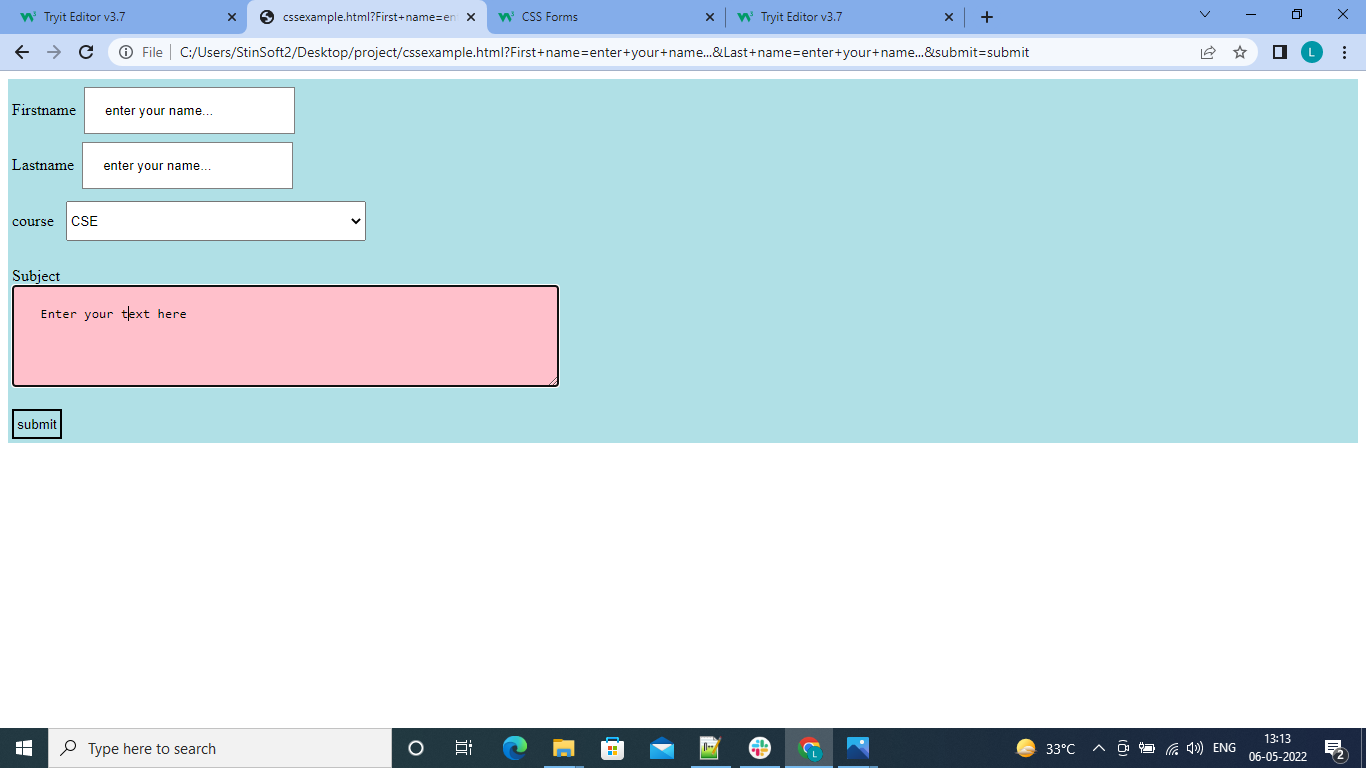 Tryit Editor v3.7
cssexample.html?First+name=en
CSS Forms
Tryit Editor v3.7
File
C:/Users/StinSoft2/Desktop/project/cssexample.html?First+name=enter+your+name...&Last+name=enter+your+name...&submit=submit
L
Firstname enter your name...
Lastname enter your name...
course CSE
Subject
Enter your text here
submit
Type here to search
L
33°C
ENG
13:13
06-05-2022
2